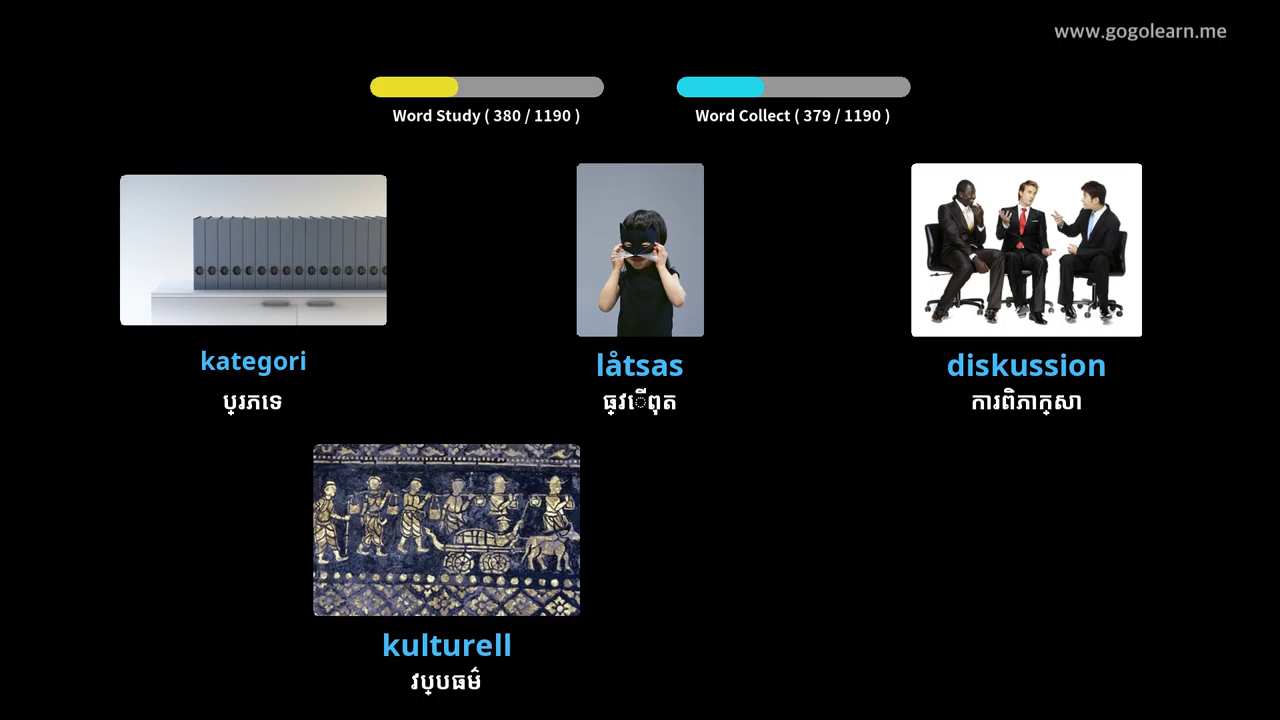 www.gogolearn.me
Word Study ( 380 / 1190 )
Word Collect ( 379 / 1190 )
kategori
ប្រភទេ
låtsas
ធ្វើពុត
diskussion
ការពិភាក្សា
kulturell
វប្បធម៌